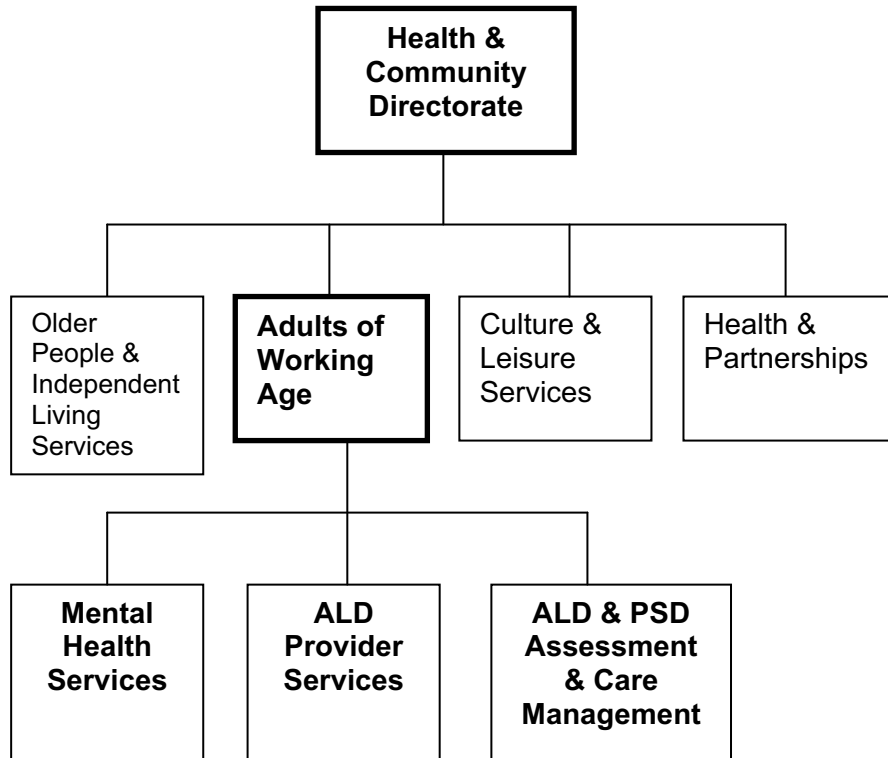 Health &
Community
Directorate
Older
People &
Independent
Living
Services
Adults of
Working
Age
Culture &
Leisure
Services
Health &
Partnerships
Mental
Health
Services
ALD
Provider
Services
ALD & PSD
Assessment
& Care
Management